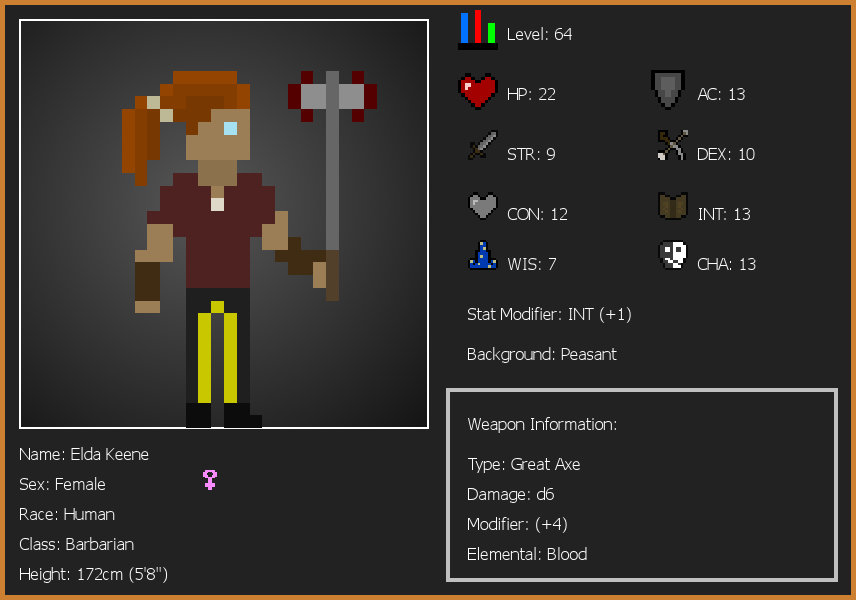 Level: 64
HP: 22
AC: 13
STR: 9
DEX: 10
CON: 12
INT: 13
WIS: 7
CHA: 13
Stat Modifier: INT (+1)
Background: Peasant
Weapon Information:
Type: Great Axe
Damage: d6
Modifier: (+4)
Elemental: Blood
Name: Elda Keene
Sex: Female
Race: Human
Class: Barbarian
Height: 172cm (5'8")